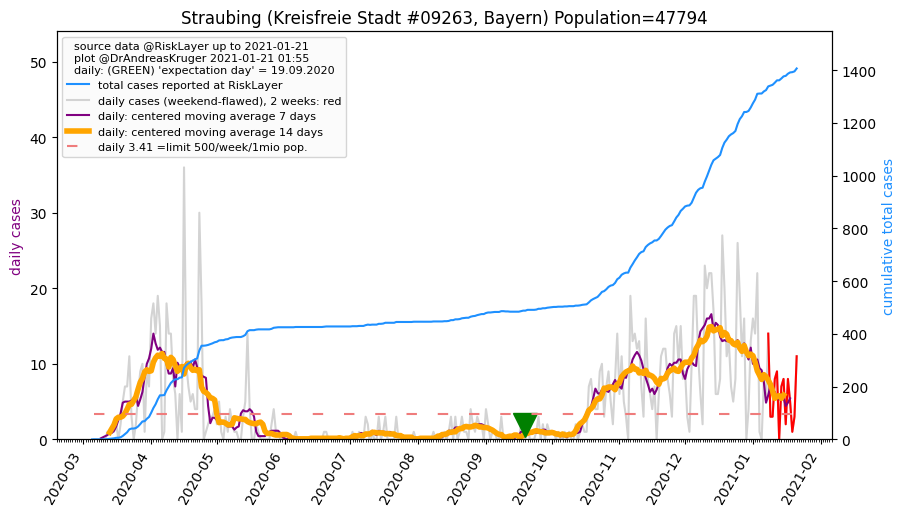 Straubing (Kreisfreie Stadt #09263, Bayern) Population=47794
source data @RiskLayer up to 2021-01-21
plot @DrAndreasKruger 2021-01-21 01:55
daily: (GREEN) 'expectation day' = 19.09.2020
total cases reported at RiskLayer
daily cases (weekend-flawed), 2 weeks: red
daily: centered moving average 7 days
daily: centered moving average 14 days
daily 3.41 =limit 500/week/1mio pop.
daily cases
50
40
30
20
10
0
cumulative total cases
1400
1200
1000
800
600
400
200
0
2020-03
2020-04
2020-05
2020-06
2020-07
2020-08
2020-09
2020-10
2020-11
2020-12
2021-01
2021-02